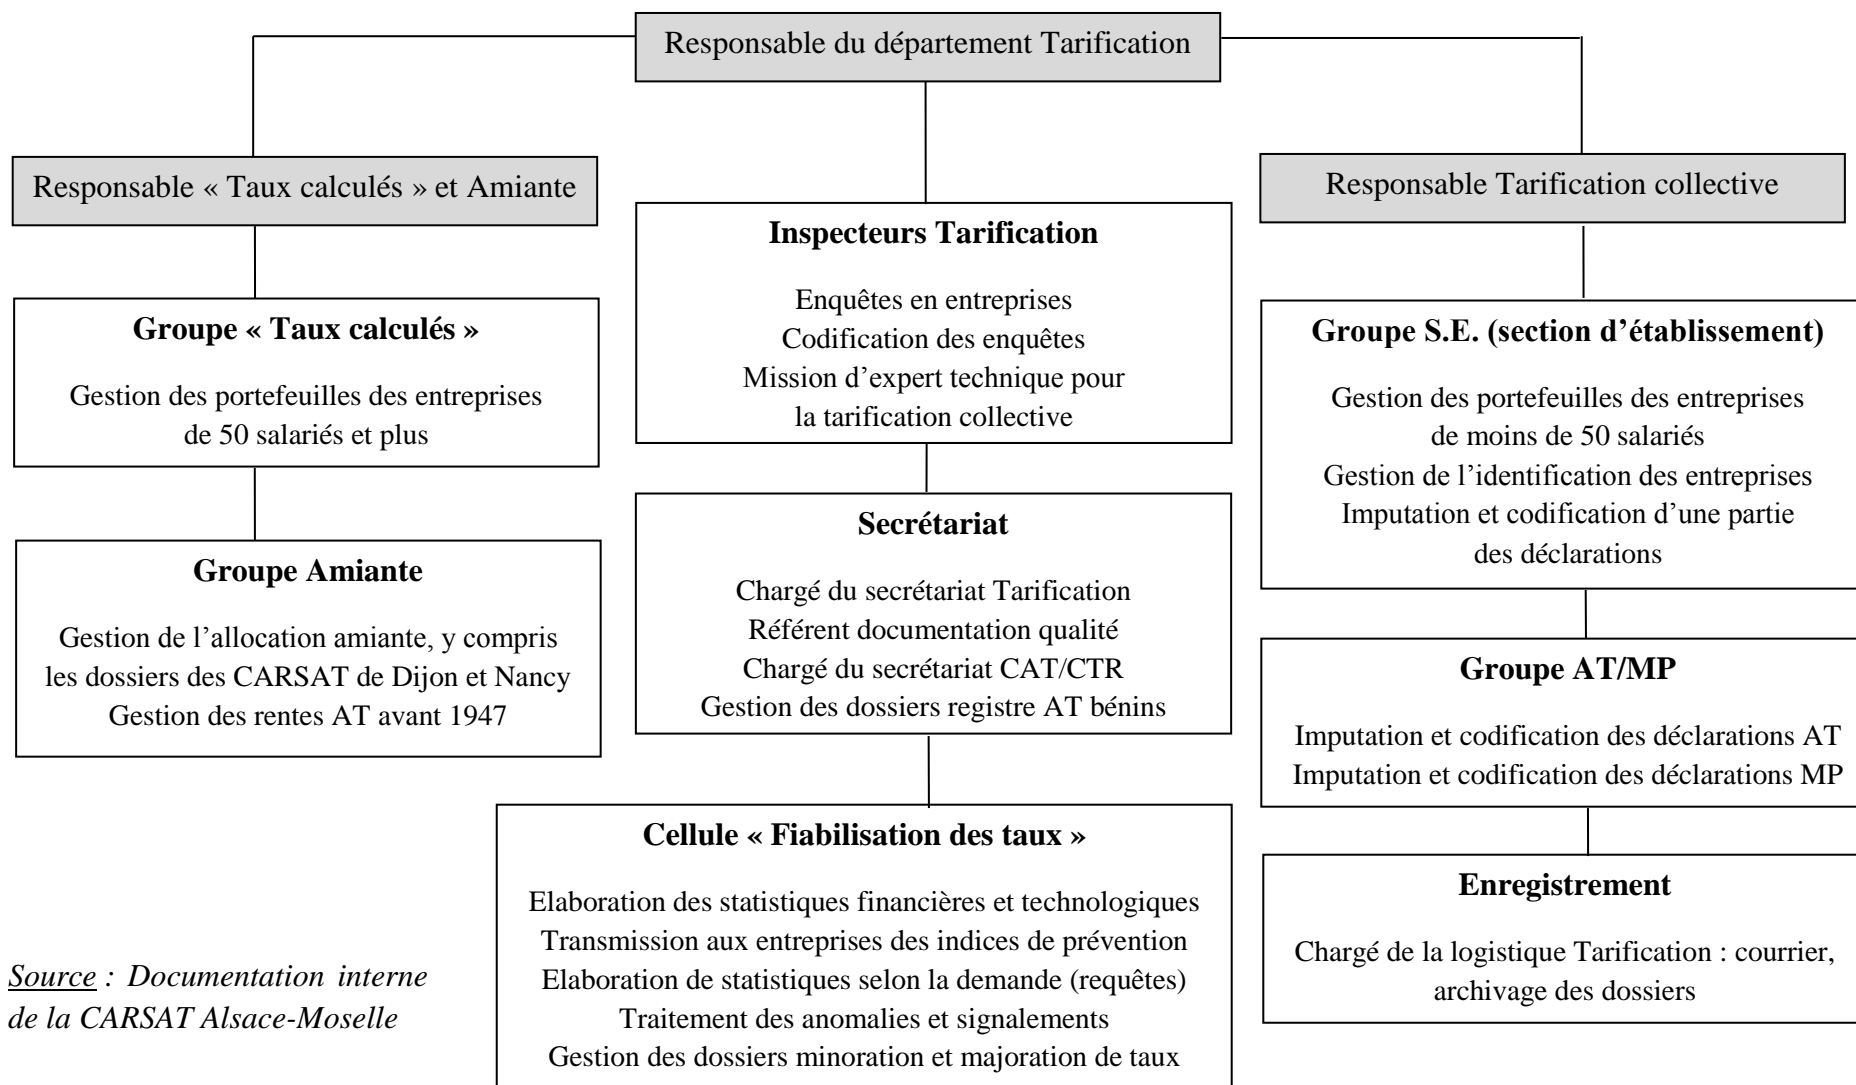 Responsable du département Tarification
Responsable « Taux calculés » et Amiante
Groupe « Taux calculés »
Gestion des portefeuilles des entreprises
de 50 salariés et plus
Groupe Amiante
Gestion de l’allocation amiante, y compris
les dossiers des CARSAT de Dijon et Nancy
Gestion des rentes AT avant 1947
Inspecteurs Tarification
Enquêtes en entreprises
Codification des enquêtes
Mission d’expert technique pour
la tarification collective
Secrétariat
Chargé du secrétariat Tarification
Référent documentation qualité
Chargé du secrétariat CAT/CTR
Gestion des dossiers registre AT bénins
Cellule « Fiabilisation des taux »
Elaboration des statistiques financières et technologiques
Transmission aux entreprises des indices de prévention
Elaboration de statistiques selon la demande (requêtes)
Traitement des anomalies et signalements
Gestion des dossiers minoration et majoration de taux
Responsable Tarification collective
Groupe S.E. (section d’établissement)
Gestion des portefeuilles des entreprises
de moins de 50 salariés
Gestion de l’identification des entreprises
Imputation et codification d’une partie
des déclarations
Groupe AT/MP
Imputation et codification des déclarations AT
Imputation et codification des déclarations MP
Enregistrement
Chargé de la logistique Tarification : courrier,
archivage des dossiers
Source : Documentation interne
de la CARSAT Alsace-Moselle